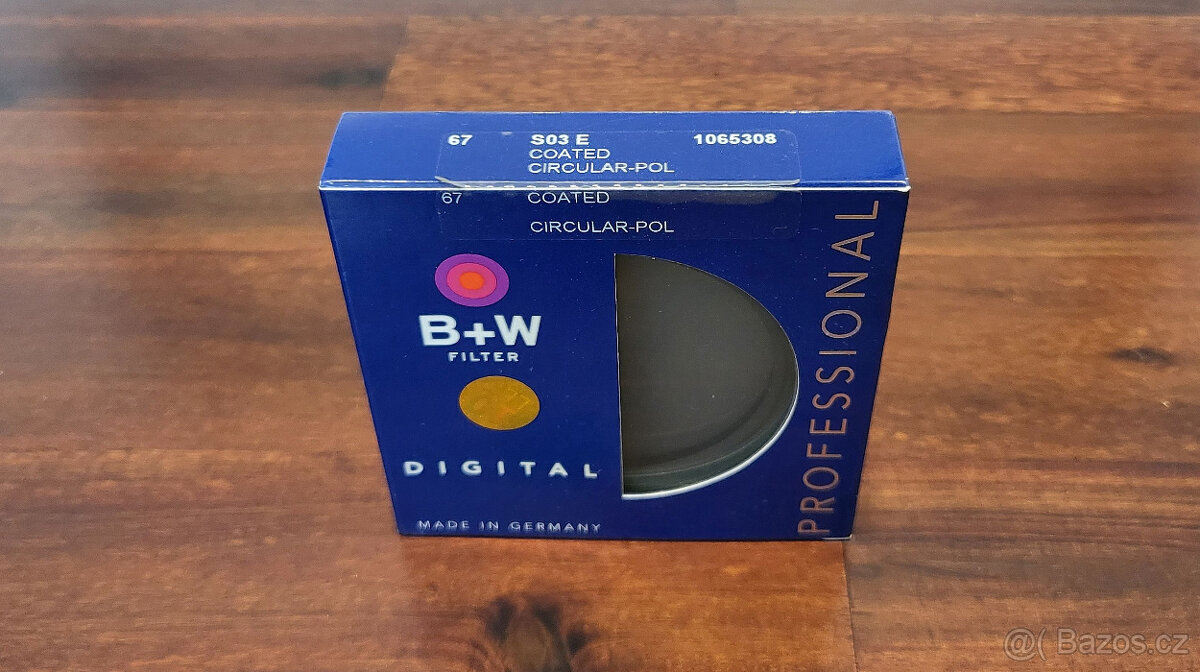 67 S03 E 1065308
COATED
CIRCULAR-POL
67 COATED
CIRCULAR-POL
B+W
FILTER
DIGITAL
MADE IN GERMANY
PROFESSIONAL
@( Bazos.cz